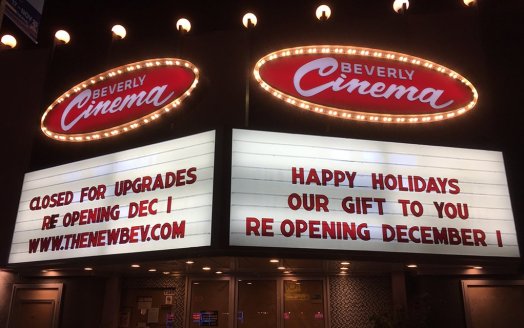 BEVERLY
Cinema
CLOSED FOR UPGRADES
RE OPENING DEC 1
WWW.THENEWBEV.COM
BEVERLY
Cinema
HAPPY HOLIDAYS
OUR GIFT TO YOU
RE OPENING DECEMBER 1